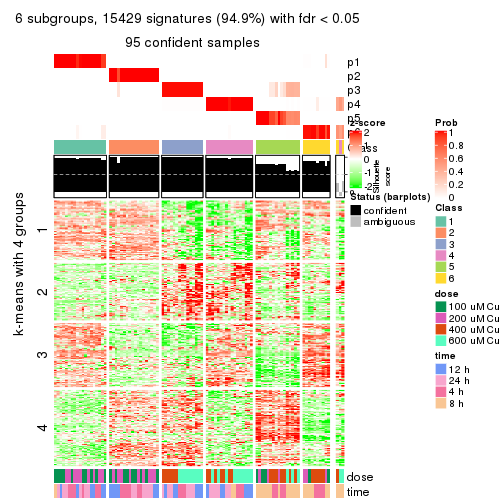 6 subgroups, 15429 signatures (94.9%) with fdr < 0.05
95 confident samples
p1
p2
p3
p4
p5
z-score
2
1
0
-1
-2
Silhouette
score
Status (barplots)
confident
ambiguous
Prob
1
0.8
0.6
0.4
0.2
0
Class
1
2
3
4
5
6
dose
100 uM Cu
200 uM Cu
400 uM Cu
600 uM Cu
time
12 h
24 h
4 h
8 h
k-means with 4 groups
1
2
3
4
dose
time